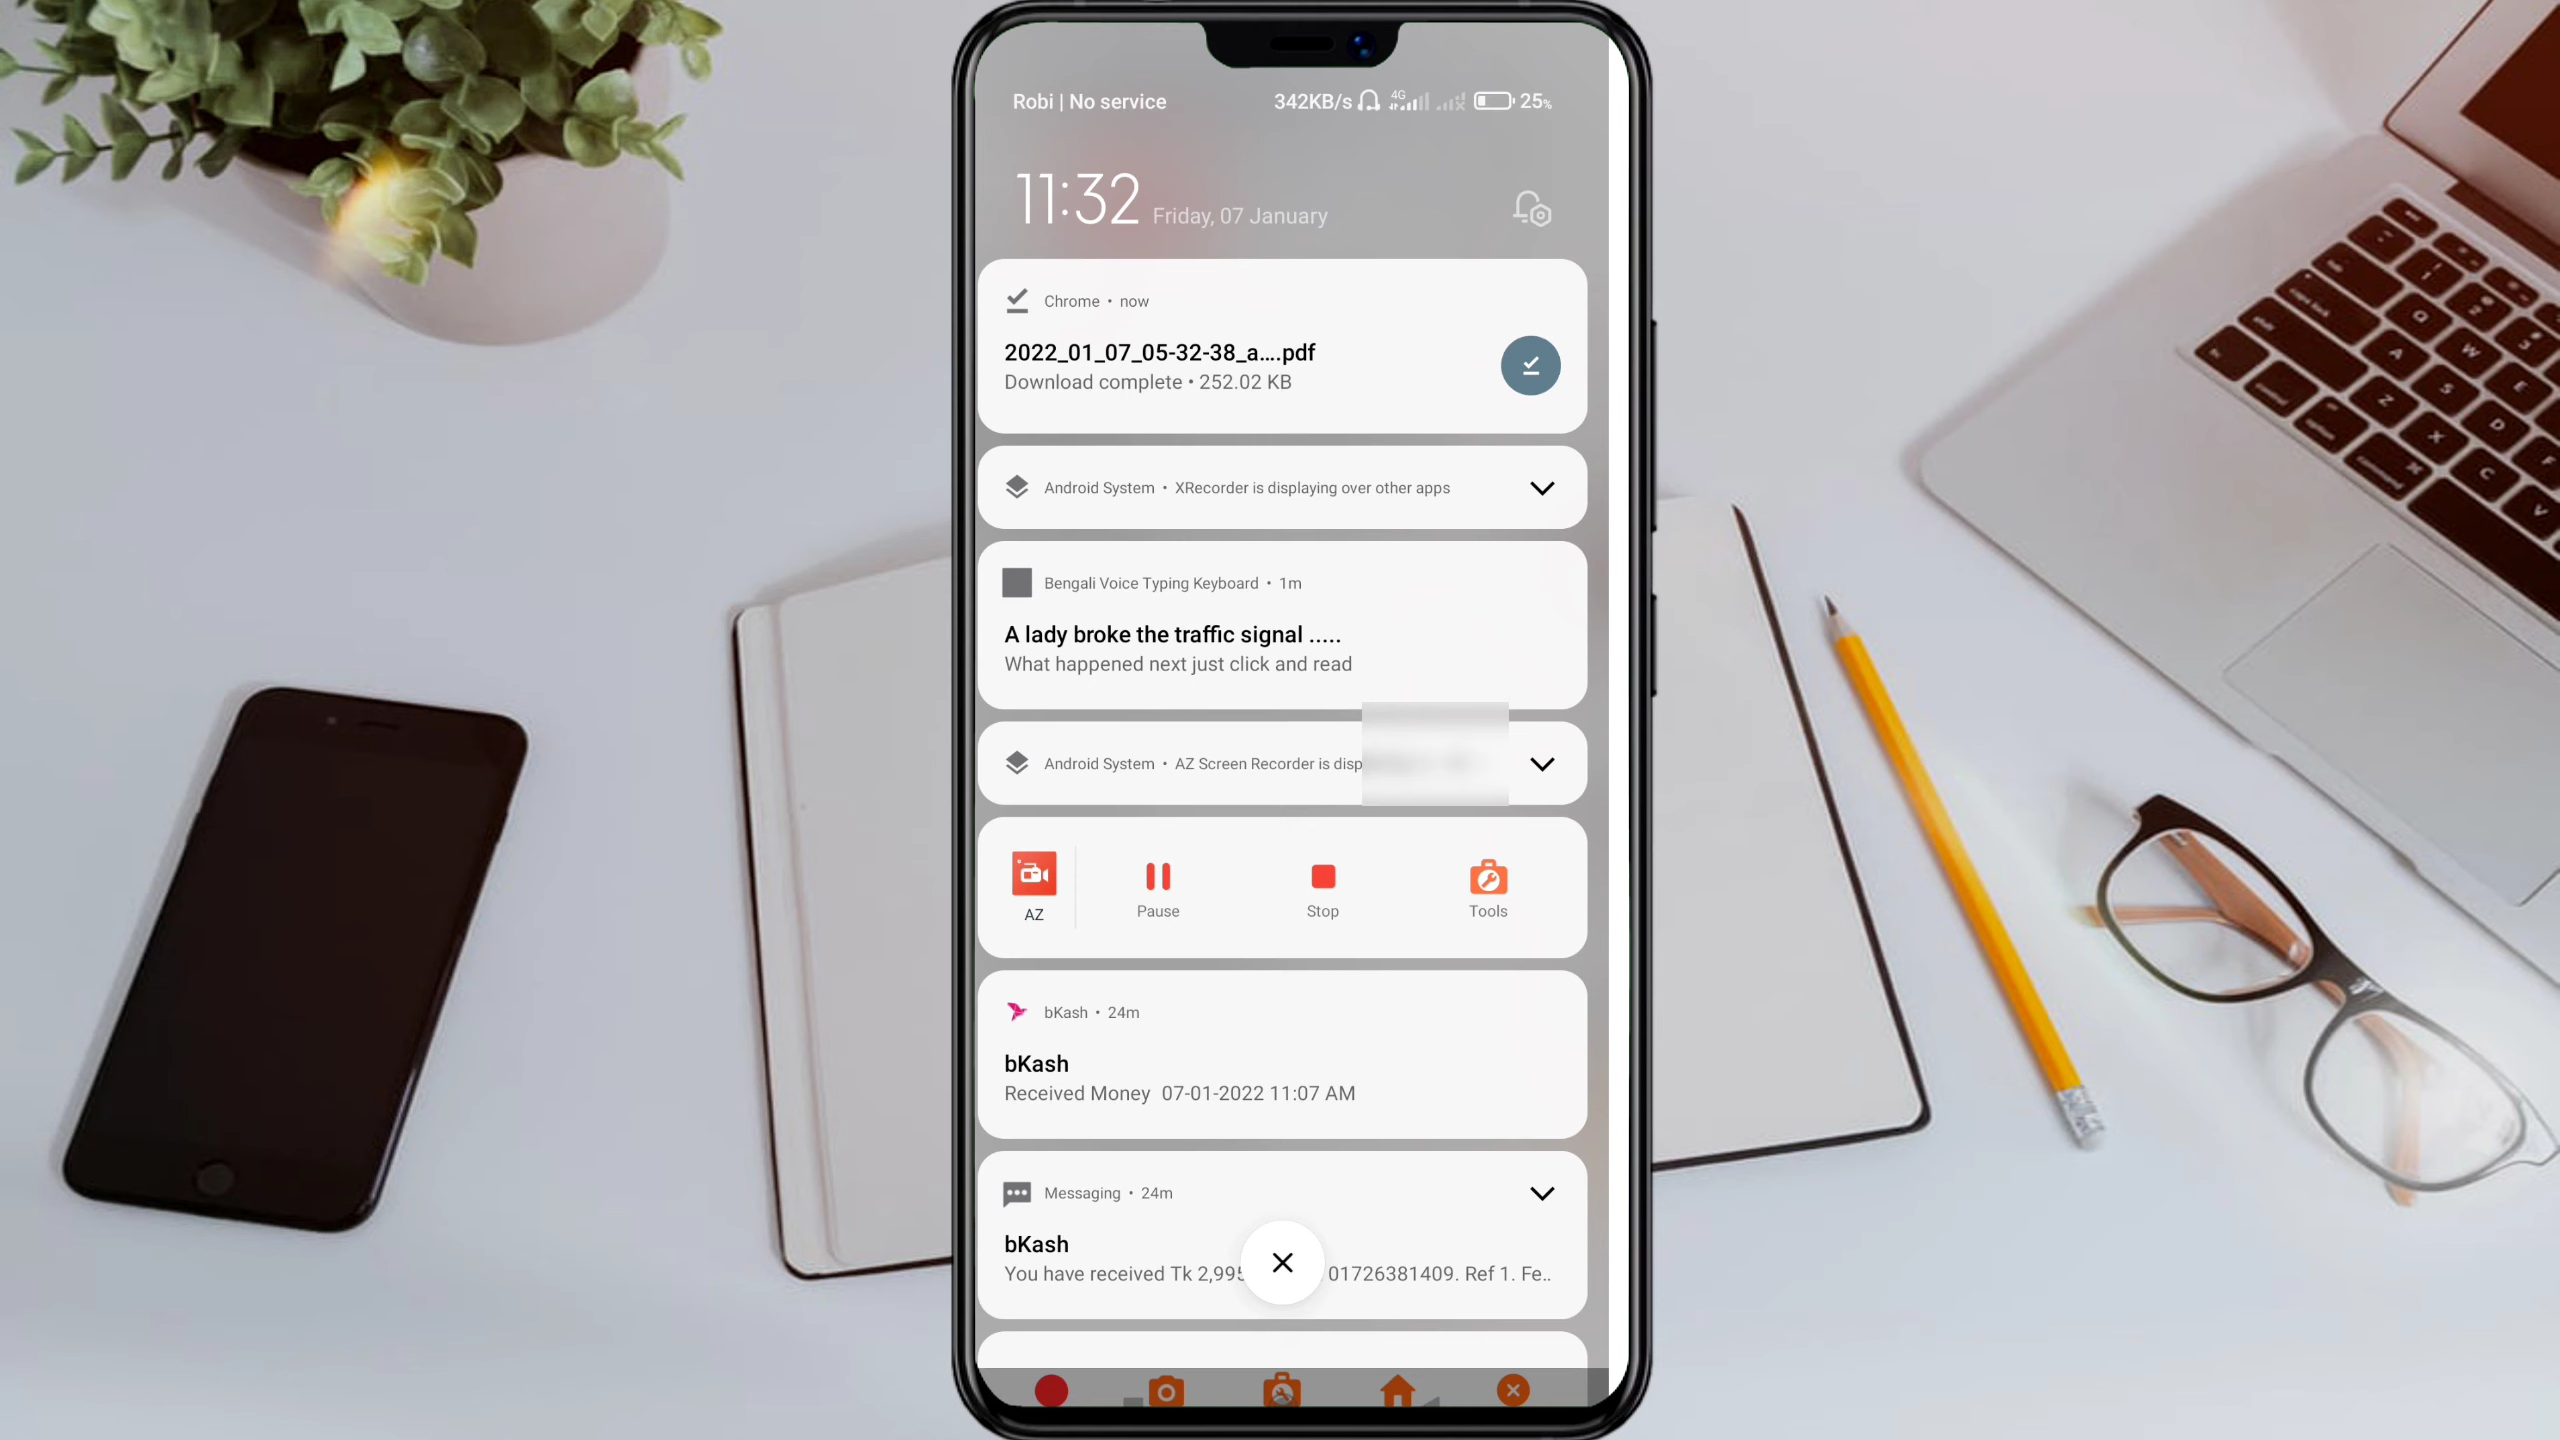 Robi | No service
342KB/s 4G 25%
11:32 Friday, 07 January
Chrome • now
2022_01_07_05-32-38_a....pdf
Download complete • 252.02 KB
Android System • XRecorder is displaying over other apps
Bengali Voice Typing Keyboard • 1m
A lady broke the traffic signal .....
What happened next just click and read
Android System • AZ Screen Recorder is disp
AZ
Pause
Stop
Tools
bKash • 24m
bKash
Received Money 07-01-2022 11:07 AM
Messaging • 24m
bKash
You have received Tk 2,995 01726381409. Ref 1. Fe..